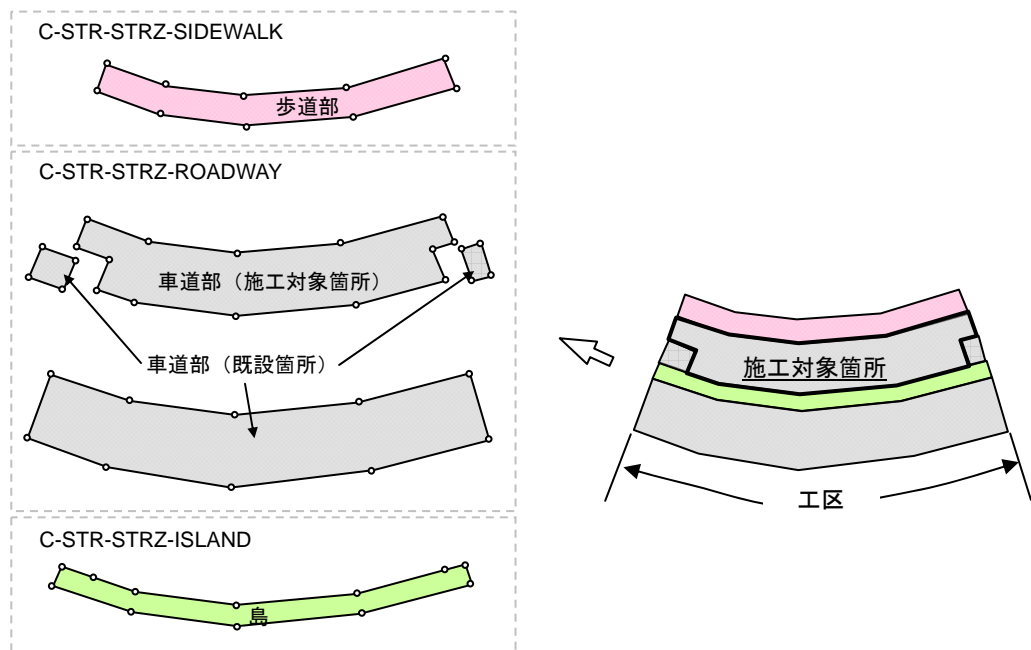 C-STR-STRZ-SIDEWALK
歩道部
C-STR-STRZ-ROADWAY
車道部（施工対象箇所）
車道部（既設箇所）
C-STR-STRZ-ISLAND
島
施工対象箇所
工区